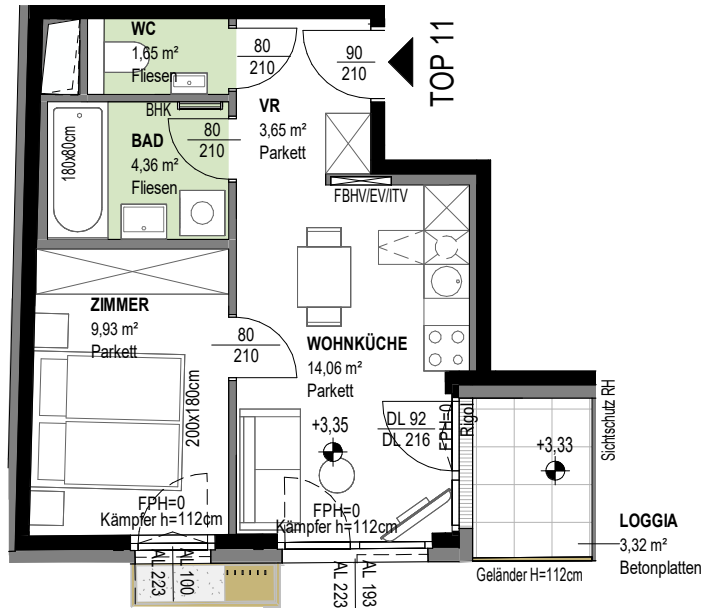 WC
1,65 m²
Fliesen
80
210
90
210
TOP 11
VR
3,65 m²
Parkett
BHK
BAD
4,36 m²
Fliesen
80
210
180x80cm
FBHV/EV/ITV
ZIMMER
9,93 m²
Parkett
80
210
200x180cm
WOHNKÜCHE
14,06 m²
Parkett
+3,35
DL 92
DL 216
FPH=0
Rigol
+3,33
Sichtschutz RH
FPH=0
Kämpfer h=112cm
FPH=0
Kämpfer h=112cm
LOGGIA
3,32 m²
Betonplatten
Geländer H=112cm
AL 100
AL 223
AL 193
AL 223